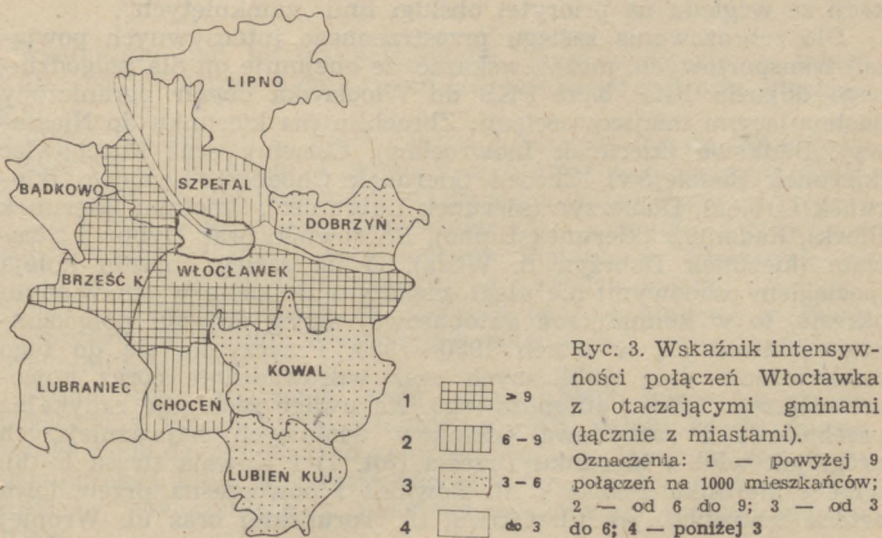 LIPNO
SZPETAL
BĄDKOWO
DOBRZYŃ
WŁOCŁAWEK
BRZEŚĆ K.
LUBRANIEC
CHOCEŃ
KOWAL
LUBIEŃ KUJ.
1 > 9
2 6 – 9
3 3 – 6
4 do 3
Ryc. 3. Wskaźnik intensyw-
ności połączeń Włocławka
z otaczającymi gminami
(łącznie z miastami).
Oznaczenia: 1 — powyżej 9
połączeń na 1000 mieszkańców;
2 — od 6 do 9; 3 — od 3
do 6; 4 — poniżej 3